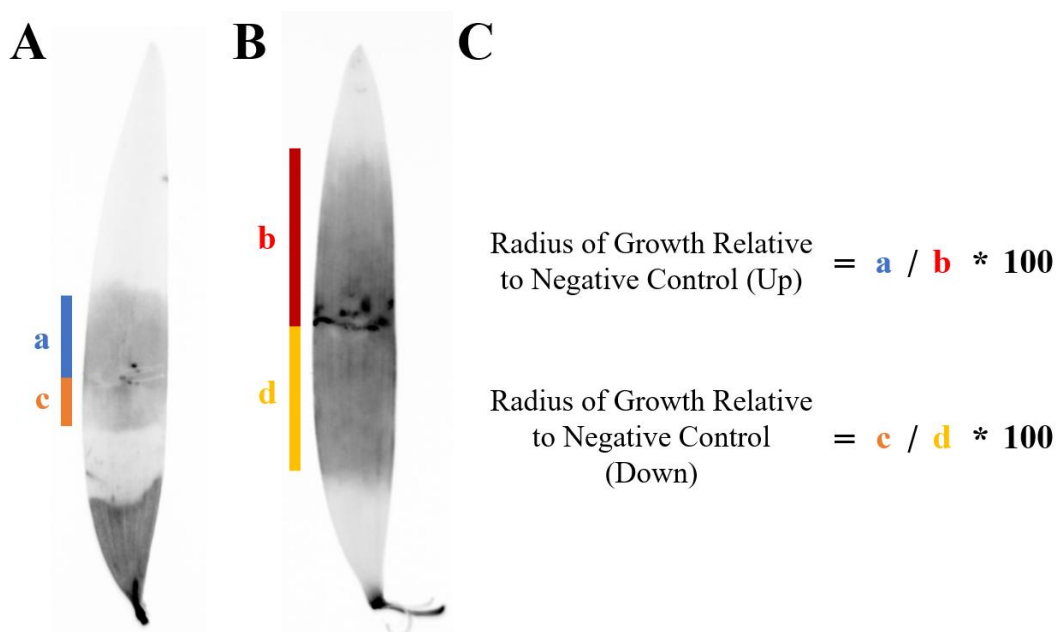 A
B
C
a
c
b
d
Radius of Growth Relative
to Negative Control (Up)
= a / b * 100
Radius of Growth Relative
to Negative Control
(Down)
= c / d * 100